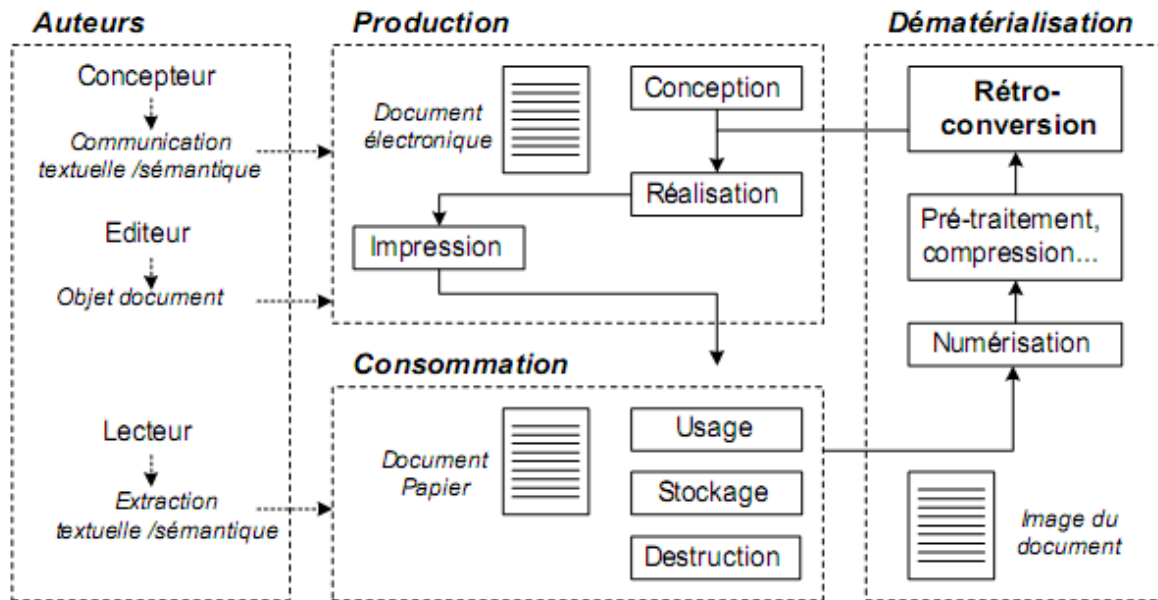 Auteurs
Concepteur
Communication
textuelle /sémantique
Editeur
Objet document
Lecteur
Extraction
textuelle /sémantique
Production
Document
électronique
Conception
Réalisation
Impression
Consommation
Document
Papier
Usage
Stockage
Destruction
Dématérialisation
Rétro-
conversion
Pré-traitement,
compression...
Numérisation
Image du
document